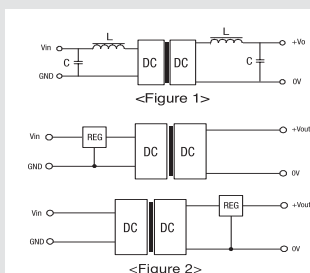 L
L
Vin
+Vo
C
DC
DC
C
GND
0V
<Figure 1>
Vin
REG
DC
DC
+Vout
GND
0V
Vin
DC
DC
REG
+Vout
GND
0V
<Figure 2>